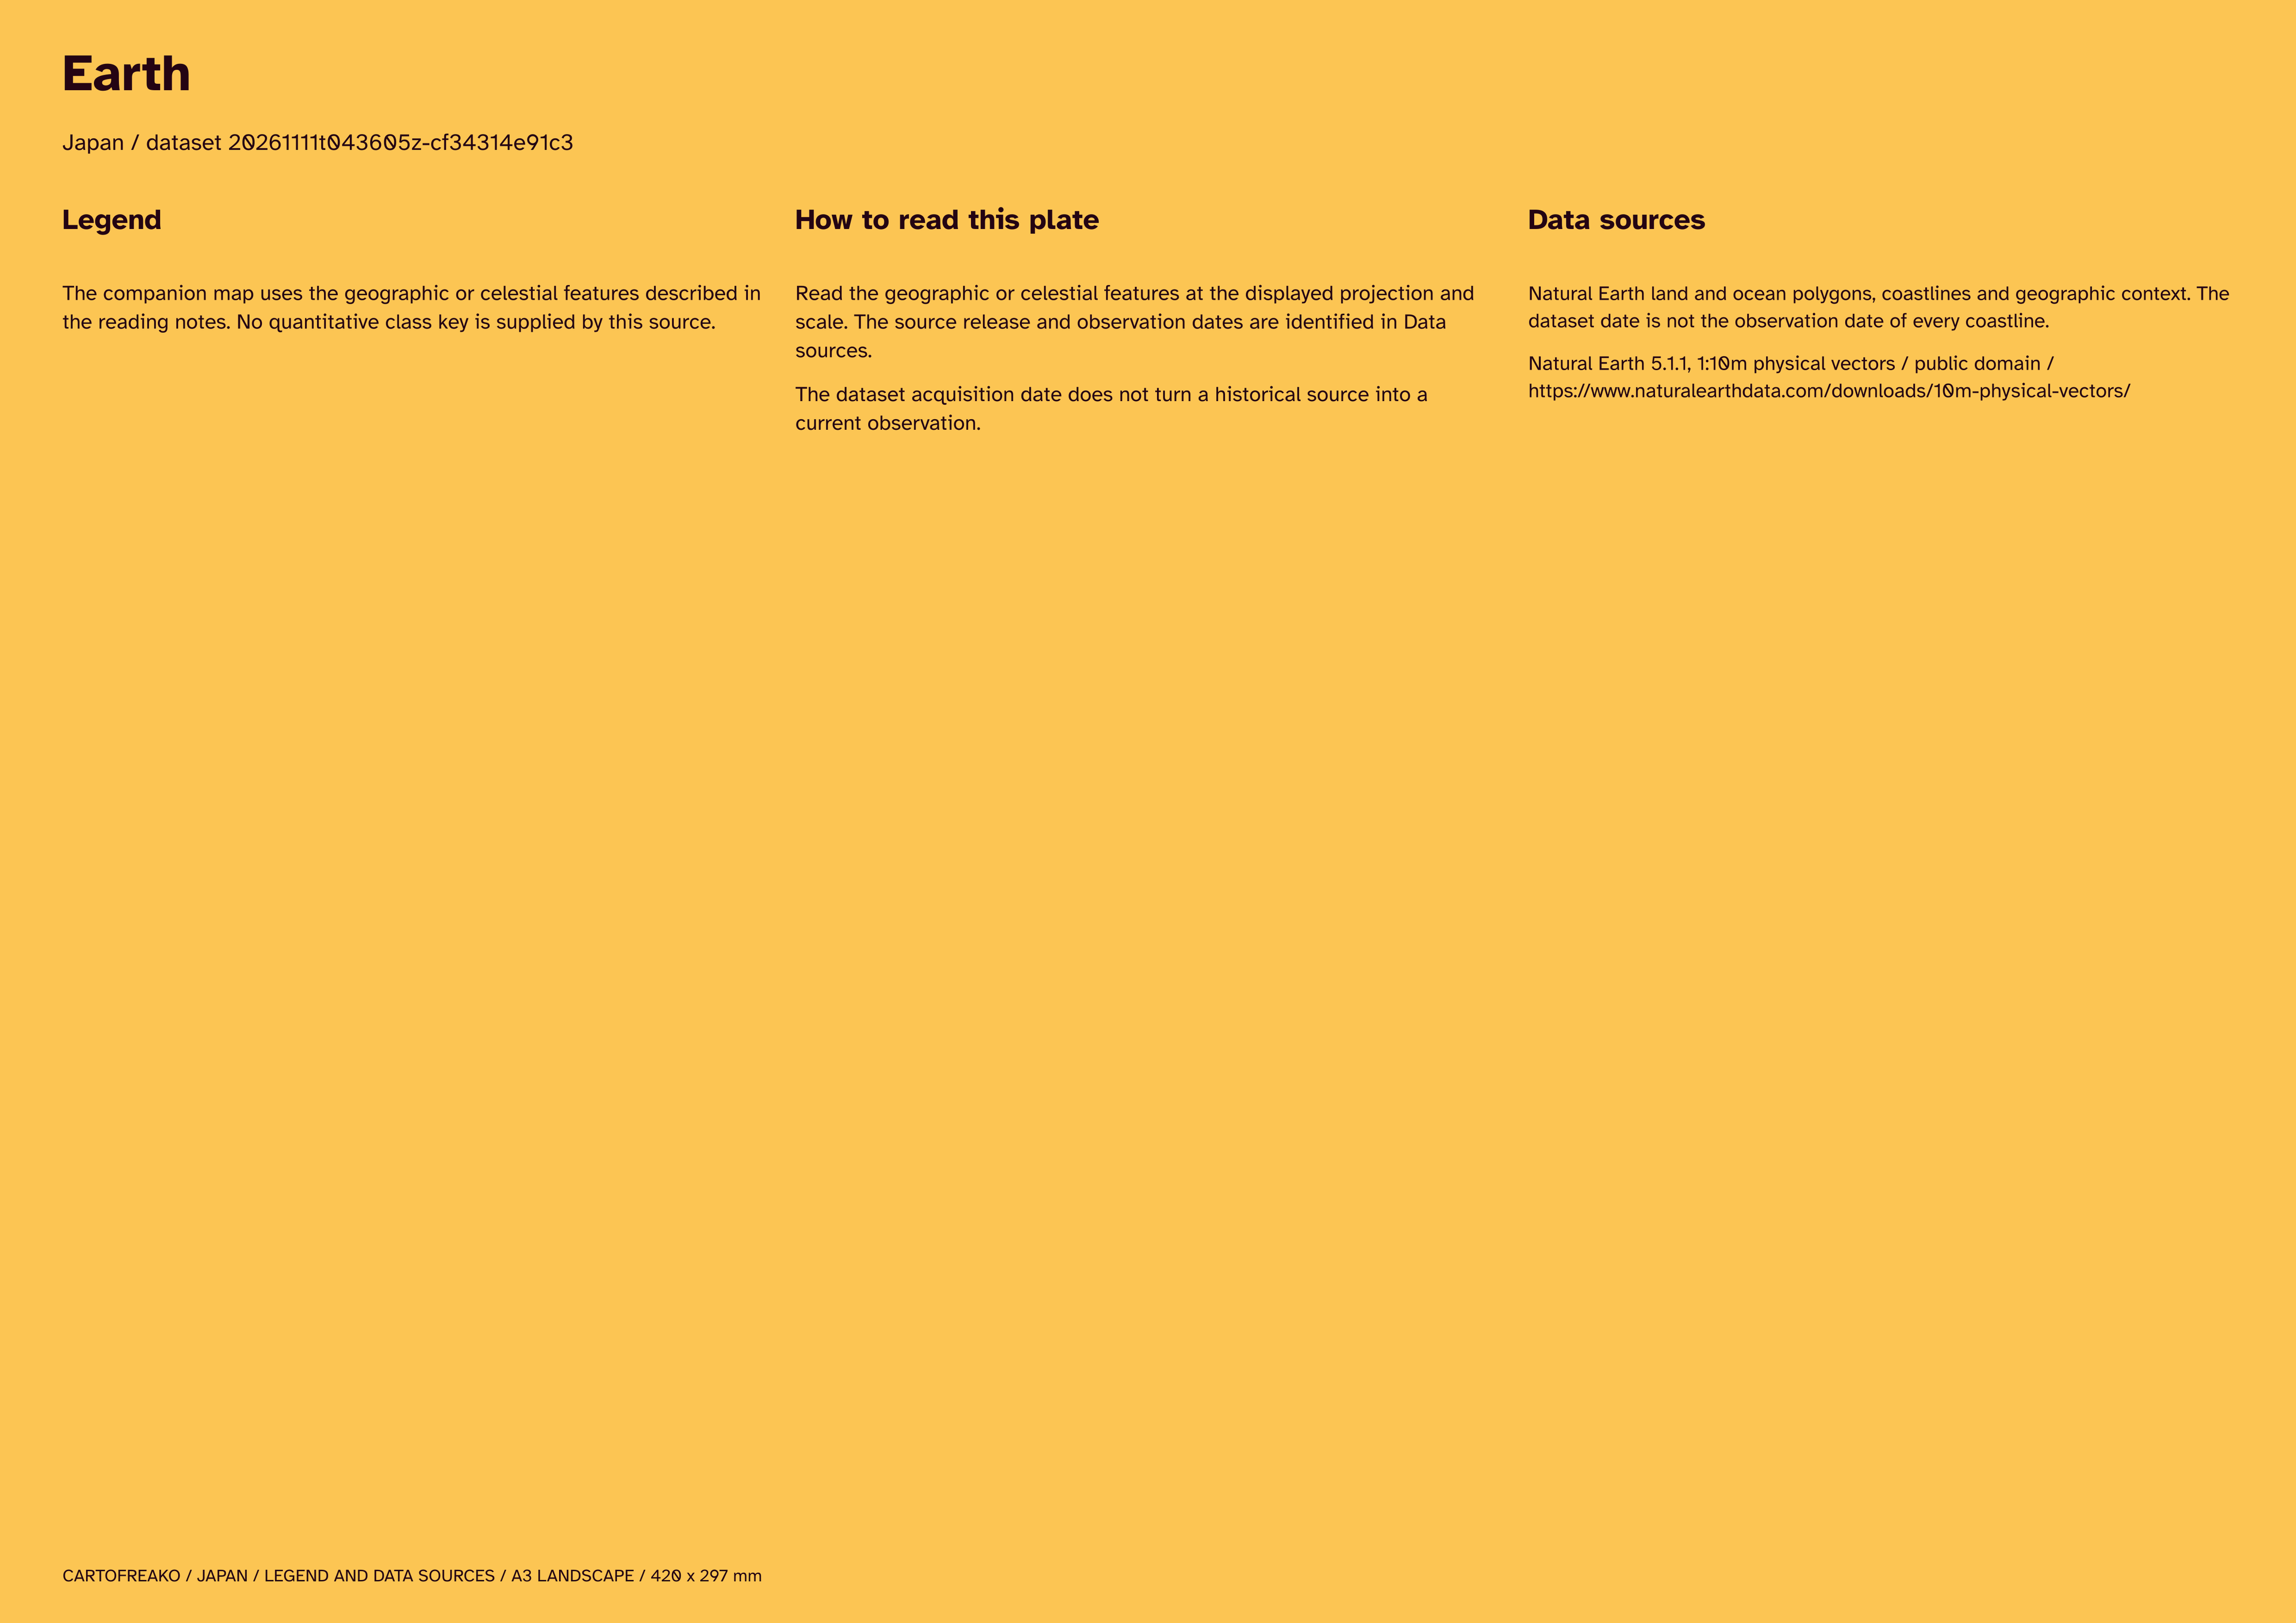 Earth
Japan / dataset 20261111t043605z-cf34314e91c3
Legend
The companion map uses the geographic or celestial features described in
the reading notes. No quantitative class key is supplied by this source.
How to read this plate
Read the geographic or celestial features at the displayed projection and
scale. The source release and observation dates are identified in Data
sources.
The dataset acquisition date does not turn a historical source into a
current observation.
Data sources
Natural Earth land and ocean polygons, coastlines and geographic context. The
dataset date is not the observation date of every coastline.
Natural Earth 5.1.1, 1:10m physical vectors / public domain /
https://www.naturalearthdata.com/downloads/10m-physical-vectors/
CARTOFREAKO / JAPAN / LEGEND AND DATA SOURCES / A3 LANDSCAPE / 420 x 297 mm